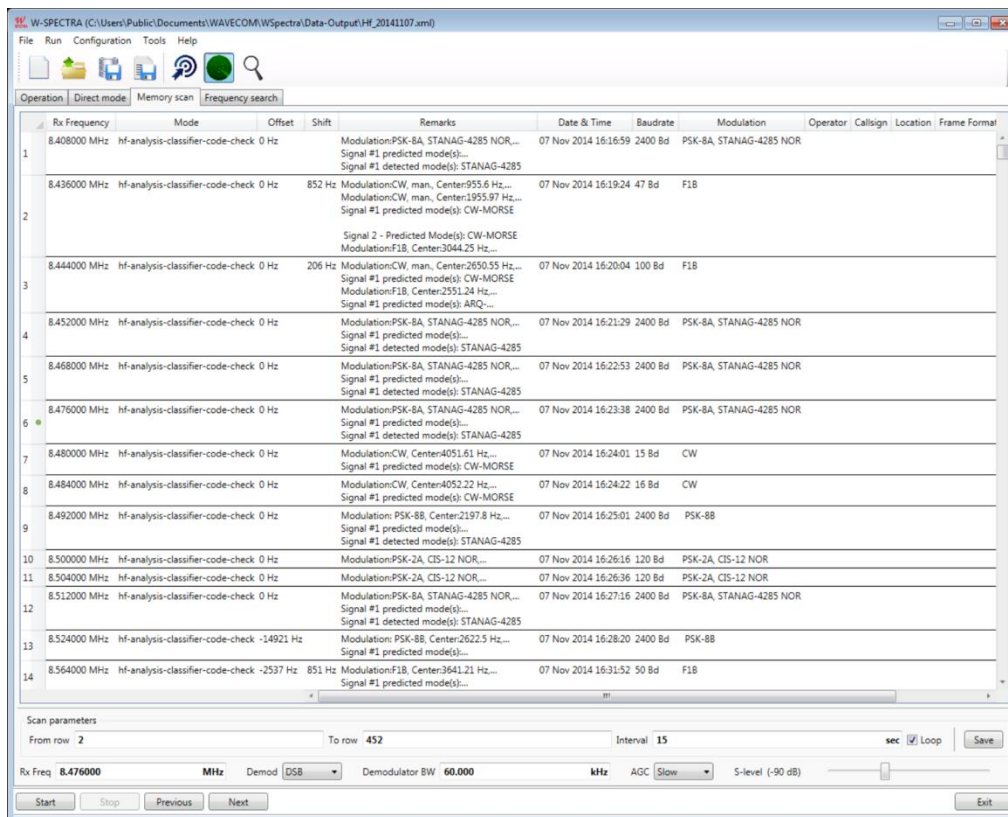 W-SPECTRA (C:\Users\Public\Documents\WAVECOM\WSpectra\Data-Output\Hf_20141107.xml)
File Run Configuration Tools Help
Operation Direct mode Memory scan Frequency search
Rx Frequency Mode Offset Shift Remarks Date & Time Baudrate Modulation Operator Callsign Location Frame Format
1 8.408000 MHz hf-analysis-classifier-code-check 0 Hz Modulation:PSK-8A, STANAG-4285 NOR,... 07 Nov 2014 16:16:59 2400 Bd PSK-8A, STANAG-4285 NOR
Signal #1 predicted mode(s):...
Signal #1 detected mode(s): STANAG-4285
2 8.436000 MHz hf-analysis-classifier-code-check 0 Hz 852 Hz Modulation:CW, man., Center:955.6 Hz,... 07 Nov 2014 16:19:24 47 Bd F1B
Modulation:CW, man., Center:1955.97 Hz,...
Signal #1 predicted mode(s): CW-MORSE
Signal 2 - Predicted Mode(s): CW-MORSE
Modulation:F1B, Center:3044.25 Hz,...
3 8.444000 MHz hf-analysis-classifier-code-check 0 Hz 206 Hz Modulation:CW, man., Center:2650.55 Hz,... 07 Nov 2014 16:20:04 100 Bd F1B
Signal #1 predicted mode(s): CW-MORSE
Modulation:F1B, Center:2551.24 Hz,...
Signal #1 predicted mode(s): ARQ-...
4 8.452000 MHz hf-analysis-classifier-code-check 0 Hz Modulation:PSK-8A, STANAG-4285 NOR,... 07 Nov 2014 16:21:29 2400 Bd PSK-8A, STANAG-4285 NOR
Signal #1 predicted mode(s):...
Signal #1 detected mode(s): STANAG-4285
5 8.468000 MHz hf-analysis-classifier-code-check 0 Hz Modulation:PSK-8A, STANAG-4285 NOR,... 07 Nov 2014 16:22:53 2400 Bd PSK-8A, STANAG-4285 NOR
Signal #1 predicted mode(s):...
Signal #1 detected mode(s): STANAG-4285
6 8.476000 MHz hf-analysis-classifier-code-check 0 Hz Modulation:PSK-8A, STANAG-4285 NOR,... 07 Nov 2014 16:23:38 2400 Bd PSK-8A, STANAG-4285 NOR
Signal #1 predicted mode(s):...
Signal #1 detected mode(s): STANAG-4285
7 8.480000 MHz hf-analysis-classifier-code-check 0 Hz Modulation:CW, Center:4051.61 Hz,... 07 Nov 2014 16:24:01 15 Bd CW
Signal #1 predicted mode(s): CW-MORSE
8 8.484000 MHz hf-analysis-classifier-code-check 0 Hz Modulation:CW, Center:4052.22 Hz,... 07 Nov 2014 16:24:22 16 Bd CW
Signal #1 predicted mode(s): CW-MORSE
9 8.492000 MHz hf-analysis-classifier-code-check 0 Hz Modulation: PSK-8B, Center:2197.8 Hz,... 07 Nov 2014 16:25:01 2400 Bd PSK-8B
Signal #1 predicted mode(s):...
Signal #1 detected mode(s): STANAG-4285
10 8.500000 MHz hf-analysis-classifier-code-check 0 Hz Modulation:PSK-2A, CIS-12 NOR,... 07 Nov 2014 16:26:16 120 Bd PSK-2A, CIS-12 NOR
11 8.504000 MHz hf-analysis-classifier-code-check 0 Hz Modulation:PSK-2A, CIS-12 NOR,... 07 Nov 2014 16:26:36 120 Bd PSK-2A, CIS-12 NOR
12 8.512000 MHz hf-analysis-classifier-code-check 0 Hz Modulation:PSK-8A, STANAG-4285 NOR,... 07 Nov 2014 16:27:16 2400 Bd PSK-8A, STANAG-4285 NOR
Signal #1 predicted mode(s):...
Signal #1 detected mode(s): STANAG-4285
13 8.524000 MHz hf-analysis-classifier-code-check -14921 Hz Modulation: PSK-8B, Center:2622.5 Hz,... 07 Nov 2014 16:28:20 2400 Bd PSK-8B
Signal #1 predicted mode(s):...
14 8.564000 MHz hf-analysis-classifier-code-check -2537 Hz 851 Hz Modulation:F1B, Center:3641.21 Hz,... 07 Nov 2014 16:31:52 50 Bd F1B
Signal #1 predicted mode(s):...
Scan parameters
From row 2 To row 452 Interval 15 sec Loop Save
Rx Freq 8.476000 MHz Demod DSB Demodulator BW 60.000 kHz AGC Slow S-level (-90 dB)
Start Stop Previous Next Exit